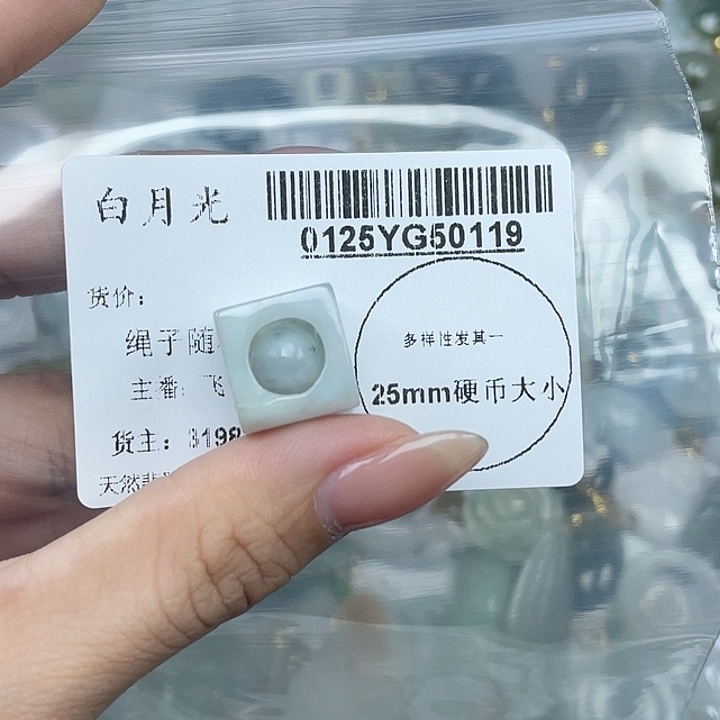 白月光
0125YG50119
货价：
绳子随
多样性发其一
主播：飞
25mm硬币大小
货主：3198
天然翡